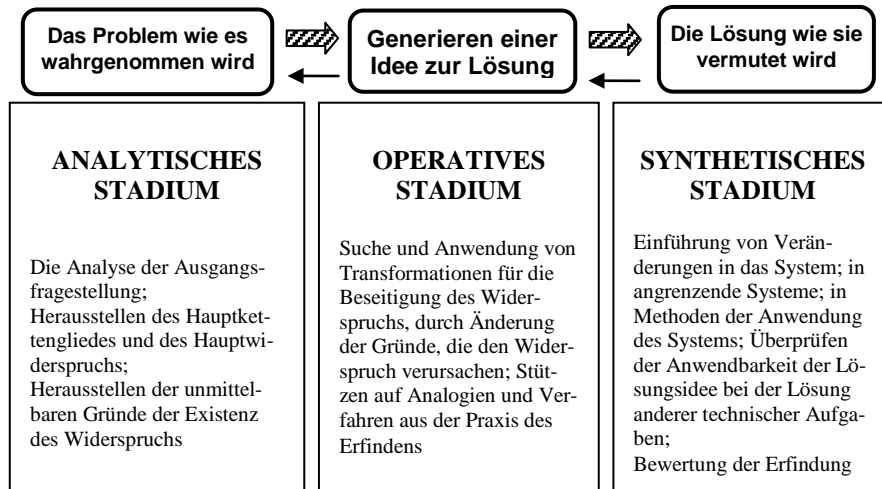 Das Problem wie es
wahrgenommen wird
Generieren einer
Idee zur Lösung
Die Lösung wie sie
vermutet wird
ANALYTISCHES
STADIUM
Die Analyse der Ausgangs-
fragestellung;
Herausstellen des Hauptket-
tengliedes und des Hauptwi-
derspruchs;
Herausstellen der unmittel-
baren Gründe der Existenz
des Widerspruchs
OPERATIVES
STADIUM
Suche und Anwendung von
Transformationen für die
Beseitigung des Wider-
spruchs, durch Änderung
der Gründe, die den Wider-
spruch verursachen; Stüt-
zen auf Analogien und Ver-
fahren aus der Praxis des
Erfindens
SYNTHETISCHES
STADIUM
Einführung von Verän-
derungen in das System; in
angrenzende Systeme; in
Methoden der Anwendung
des Systems; Überprüfen
der Anwendbarkeit der Lö-
sungsidee bei der Lösung
anderer technischer Aufga-
ben;
Bewertung der Erfindung